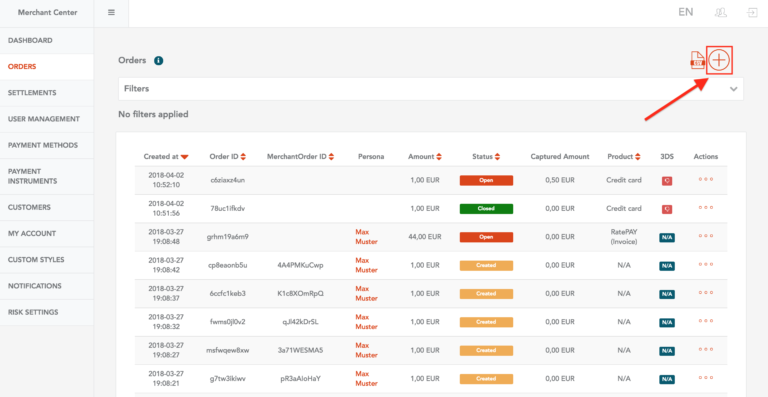 Merchant Center
EN
DASHBOARD
ORDERS
SETTLEMENTS
USER MANAGEMENT
PAYMENT METHODS
PAYMENT
INSTRUMENTS
CUSTOMERS
MY ACCOUNT
CUSTOM STYLES
NOTIFICATIONS
RISK SETTINGS
Orders
Filters
No filters applied
Created at Order ID MerchantOrder ID Persona Amount Status Captured Amount Product 3DS Actions
2018-04-02
10:52:10 c6ziaxz4un 1,00 EUR Open 0,50 EUR Credit card
2018-04-02
10:51:56 78uc1ifkdv 1,00 EUR Closed 0,00 EUR Credit card
2018-03-27
19:08:48 grhm19a6m9 Max
Muster 44,00 EUR Open 0,00 EUR RatePAY
(Invoice) N/A
2018-03-27
19:08:42 cp8eaonb5u 4A4PMKuCwp Max
Muster 1,00 EUR Created 0,00 EUR N/A N/A
2018-03-27
19:08:37 6ccfc1keb3 K1c8XOmRpQ Max
Muster 1,00 EUR Created 0,00 EUR N/A N/A
2018-03-27
19:08:32 fwms0jl0v2 qJl42kDrSL Max
Muster 1,00 EUR Created 0,00 EUR N/A N/A
2018-03-27
19:08:27 msfwqew8xw 3a71WESMA5 Max
Muster 1,00 EUR Created 0,00 EUR N/A N/A
2018-03-27
19:08:21 g7tw3lkiwv pR3aAIoHaY Max
Muster 1,00 EUR Created 0,00 EUR N/A N/A